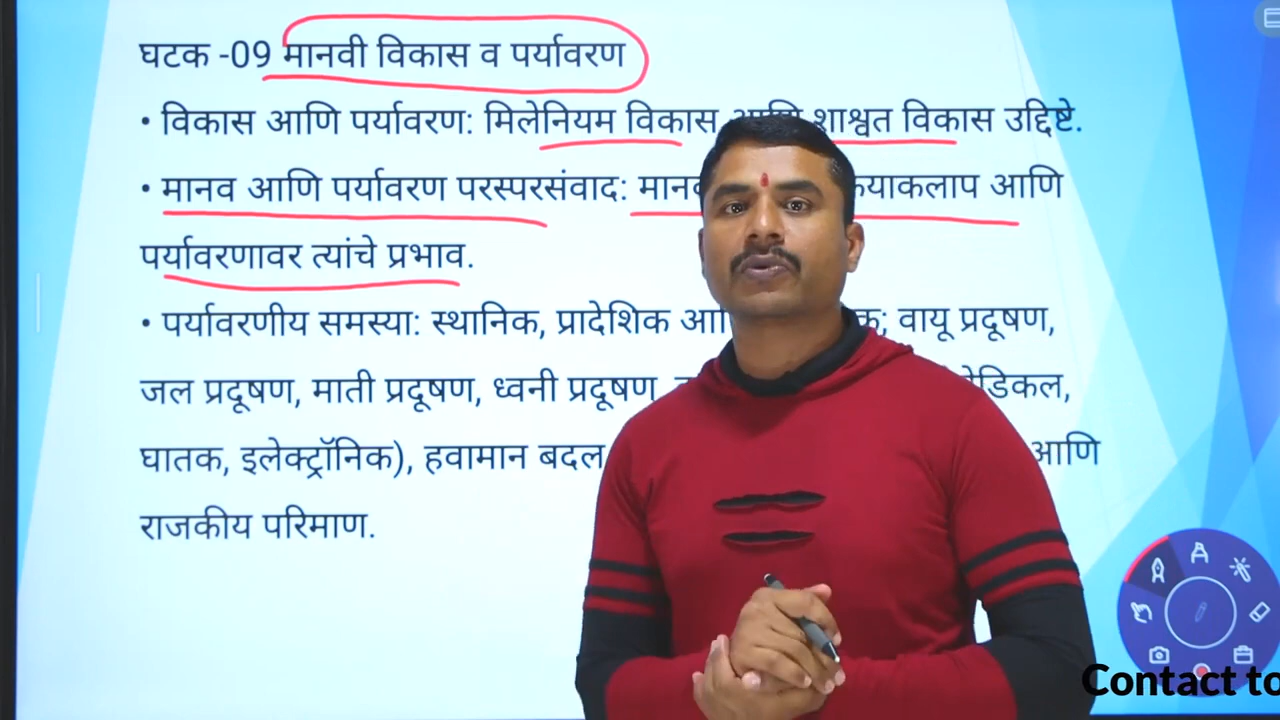 घटक -09 मानवी विकास व पर्यावरण
• विकास आणि पर्यावरण: मिलेनियम विकास आणि शाश्वत विकास उद्दिष्टे.
• मानव आणि पर्यावरण परस्परसंवाद: आणि
पर्यावरणावर त्यांचे प्रभाव.
• पर्यावरणीय समस्या: स्थानिक, प्रादेशिक वायू प्रदूषण,
जल प्रदूषण, माती प्रदूषण, ध्वनी प्रदूषण,
घातक, इलेक्ट्रॉनिक), हवामान बदल आणि
राजकीय परिमाण.
Contact to